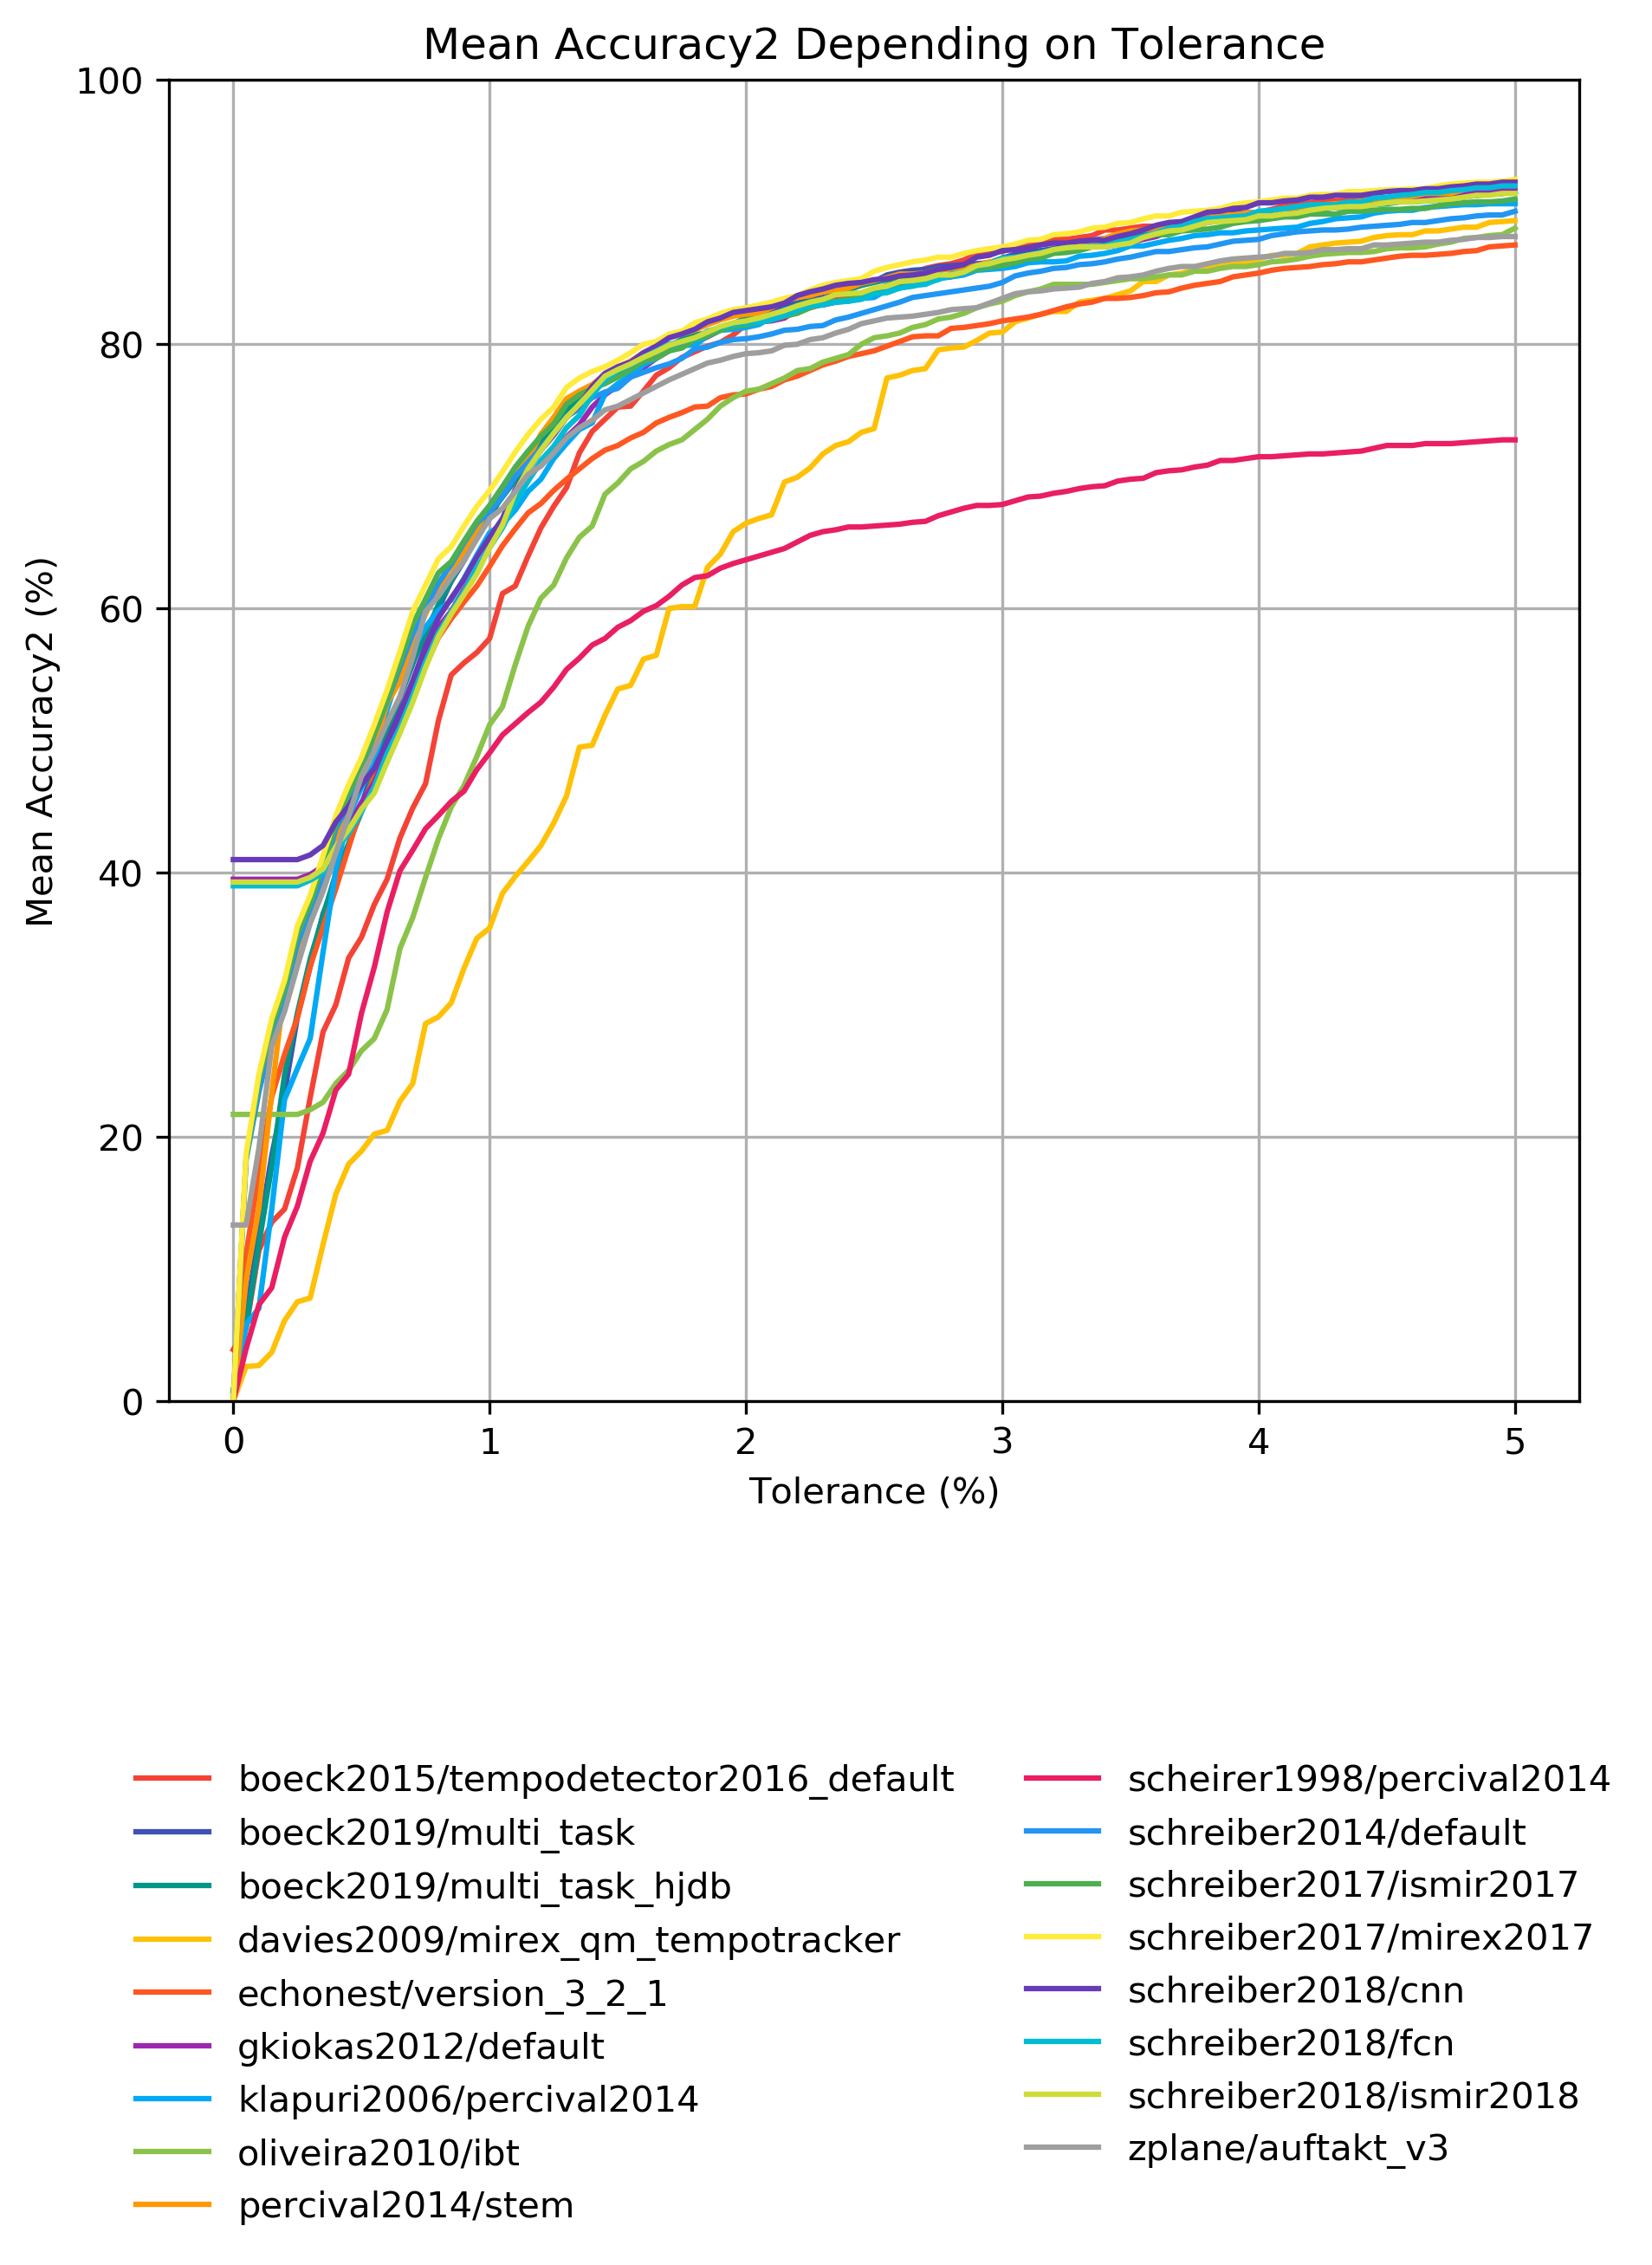 Mean Accuracy2 Depending on Tolerance
100
80
60
40
20
0
Mean Accuracy2 (%)
0 1 2 3 4 5
Tolerance (%)
boeck2015/tempodetector2016_default
boeck2019/multi_task
boeck2019/multi_task_hjdb
davies2009/mirex_qm_tempotracker
echonest/version_3_2_1
gkiokas2012/default
klapuri2006/percival2014
oliveira2010/ibt
percival2014/stem
scheirer1998/percival2014
schreiber2014/default
schreiber2017/ismir2017
schreiber2017/mirex2017
schreiber2018/cnn
schreiber2018/fcn
schreiber2018/ismir2018
zplane/auftakt_v3